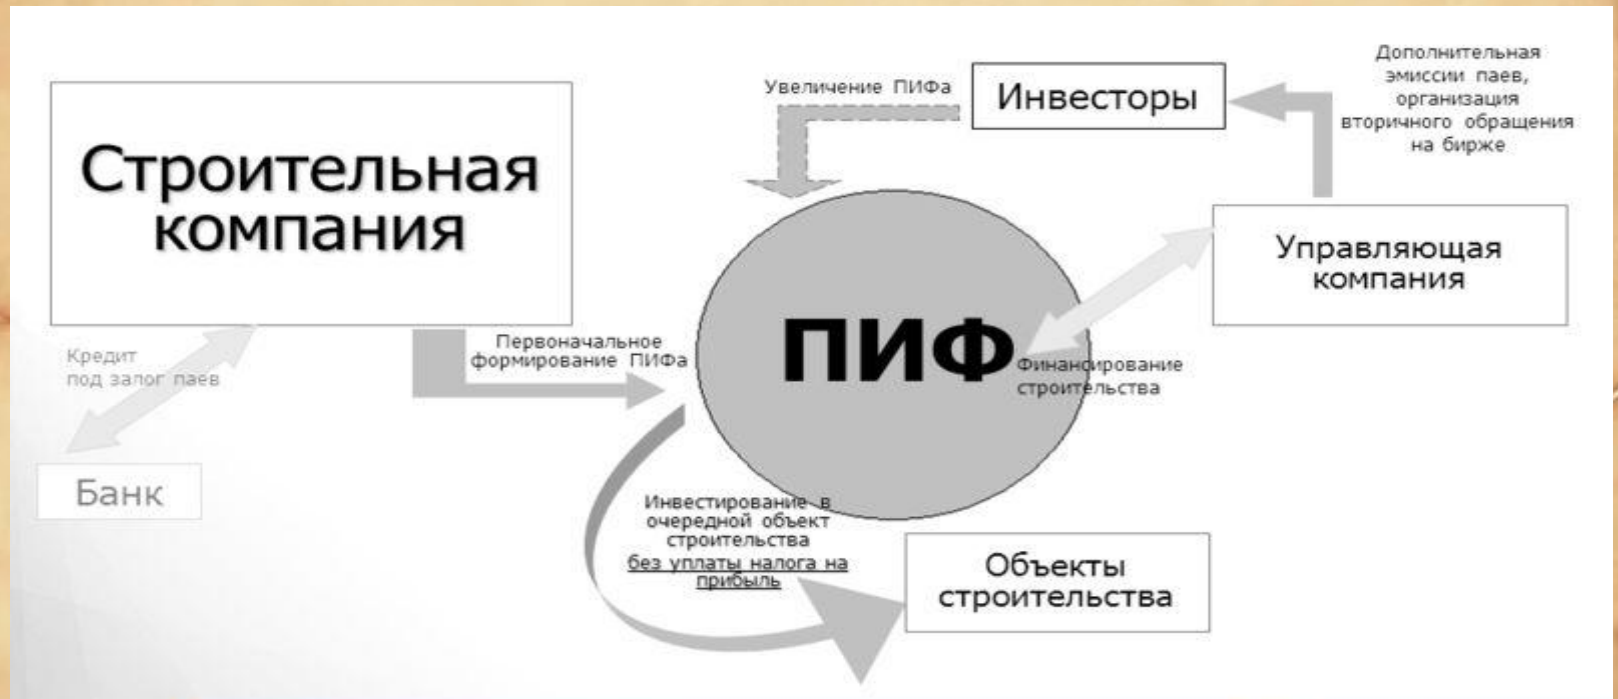 Строительная
компания
Кредит
под залог паев
Банк
Первоначальное
формирование ПИФа
Увеличение ПИФа
Инвесторы
Дополнительная
эмиссии паев,
организация
вторичного обращения
на бирже
Управляющая
компания
ПИФ
Финансирование
строительства
Инвестирование в
очередной объект
строительства
без уплаты налога на
прибыль
Объекты
строительства